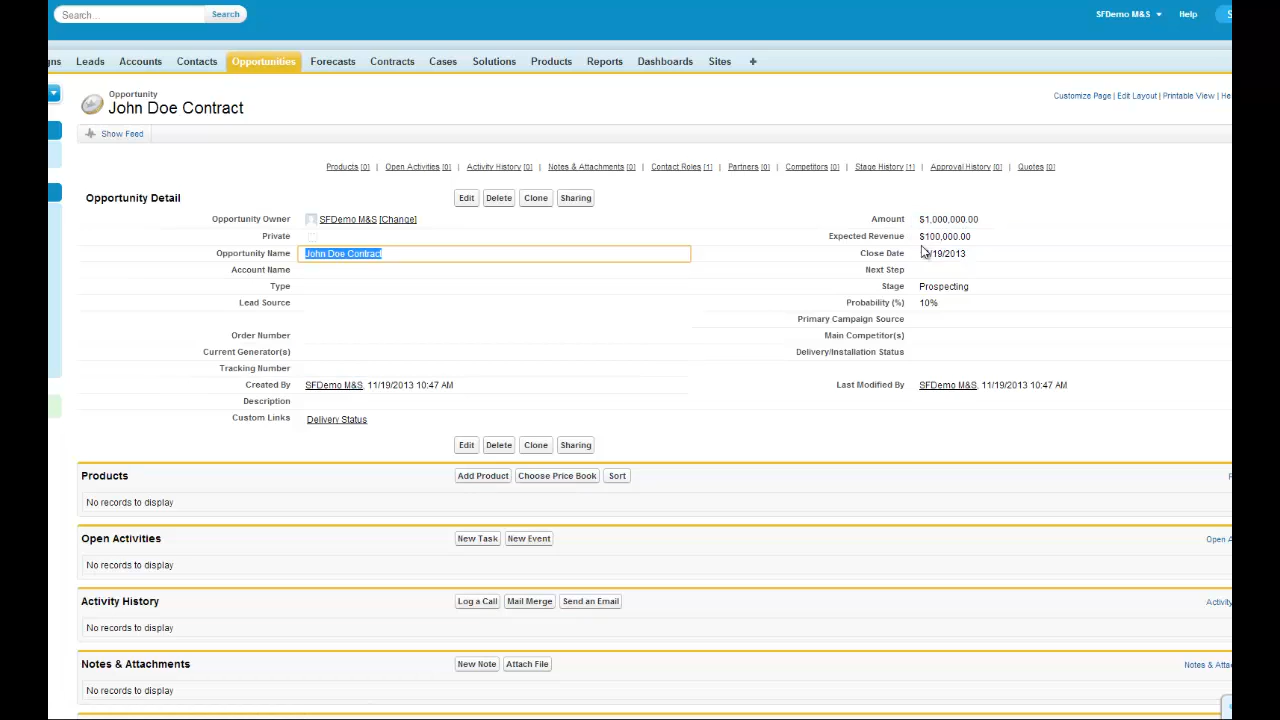 Search... Search SFDemo M&S Help
Leads Accounts Contacts Opportunities Forecasts Contracts Cases Solutions Products Reports Dashboards Sites +
Opportunity
John Doe Contract
Customize Page | Edit Layout | Printable View | He
Show Feed
Products [0] | Open Activities [0] | Activity History [0] | Notes & Attachments [0] | Contact Roles [1] | Partners [0] | Competitors [0] | Stage History [1] | Approval History [0] | Quotes [0]
Opportunity Detail Edit Delete Clone Sharing
Opportunity Owner SFDemo M&S [Change] Amount $1,000,000.00
Private Expected Revenue $100,000.00
Opportunity Name John Doe Contract Close Date /19/2013
Account Name Next Step
Type Stage Prospecting
Lead Source Probability (%) 10%
Primary Campaign Source
Order Number Main Competitor(s)
Current Generator(s) Delivery/Installation Status
Tracking Number
Created By SFDemo M&S, 11/19/2013 10:47 AM Last Modified By SFDemo M&S, 11/19/2013 10:47 AM
Description
Custom Links Delivery Status
Edit Delete Clone Sharing
Products Add Product Choose Price Book Sort
No records to display
Open Activities New Task New Event Open A
No records to display
Activity History Log a Call Mail Merge Send an Email Activity
No records to display
Notes & Attachments New Note Attach File Notes & Atta
No records to display